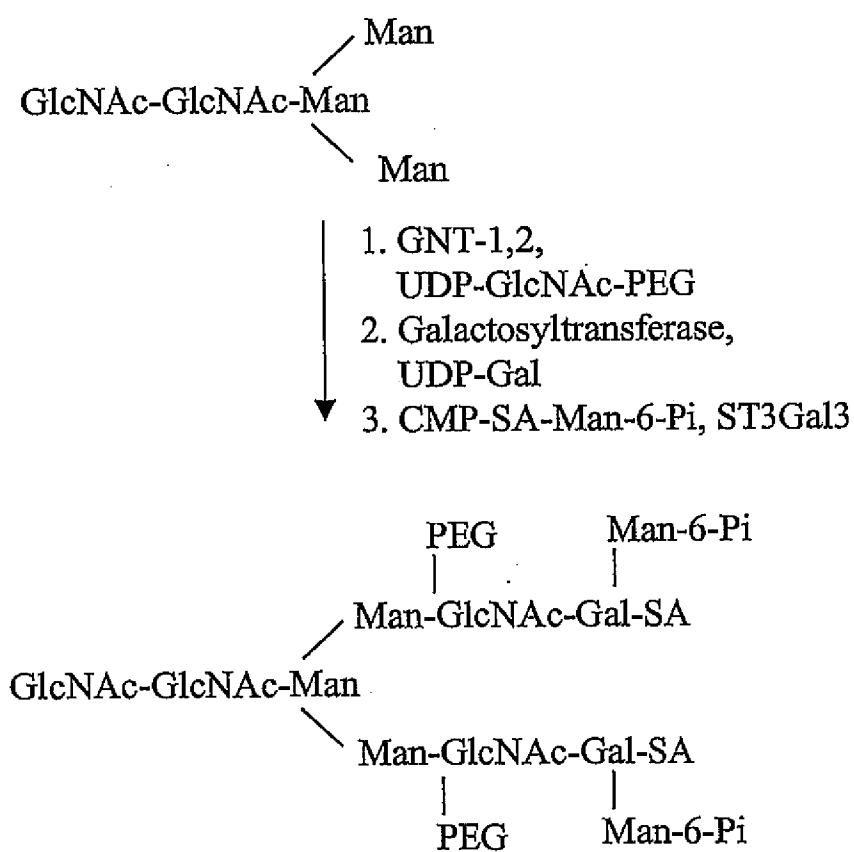 Man
GlcNAc-GlcNAc-Man
Man
1. GNT-1,2,
UDP-GlcNAc-PEG
2. Galactosyltransferase,
UDP-Gal
3. CMP-SA-Man-6-Pi, ST3Gal3
PEG Man-6-Pi
Man-GlcNAc-Gal-SA
GlcNAc-GlcNAc-Man
Man-GlcNAc-Gal-SA
PEG Man-6-Pi